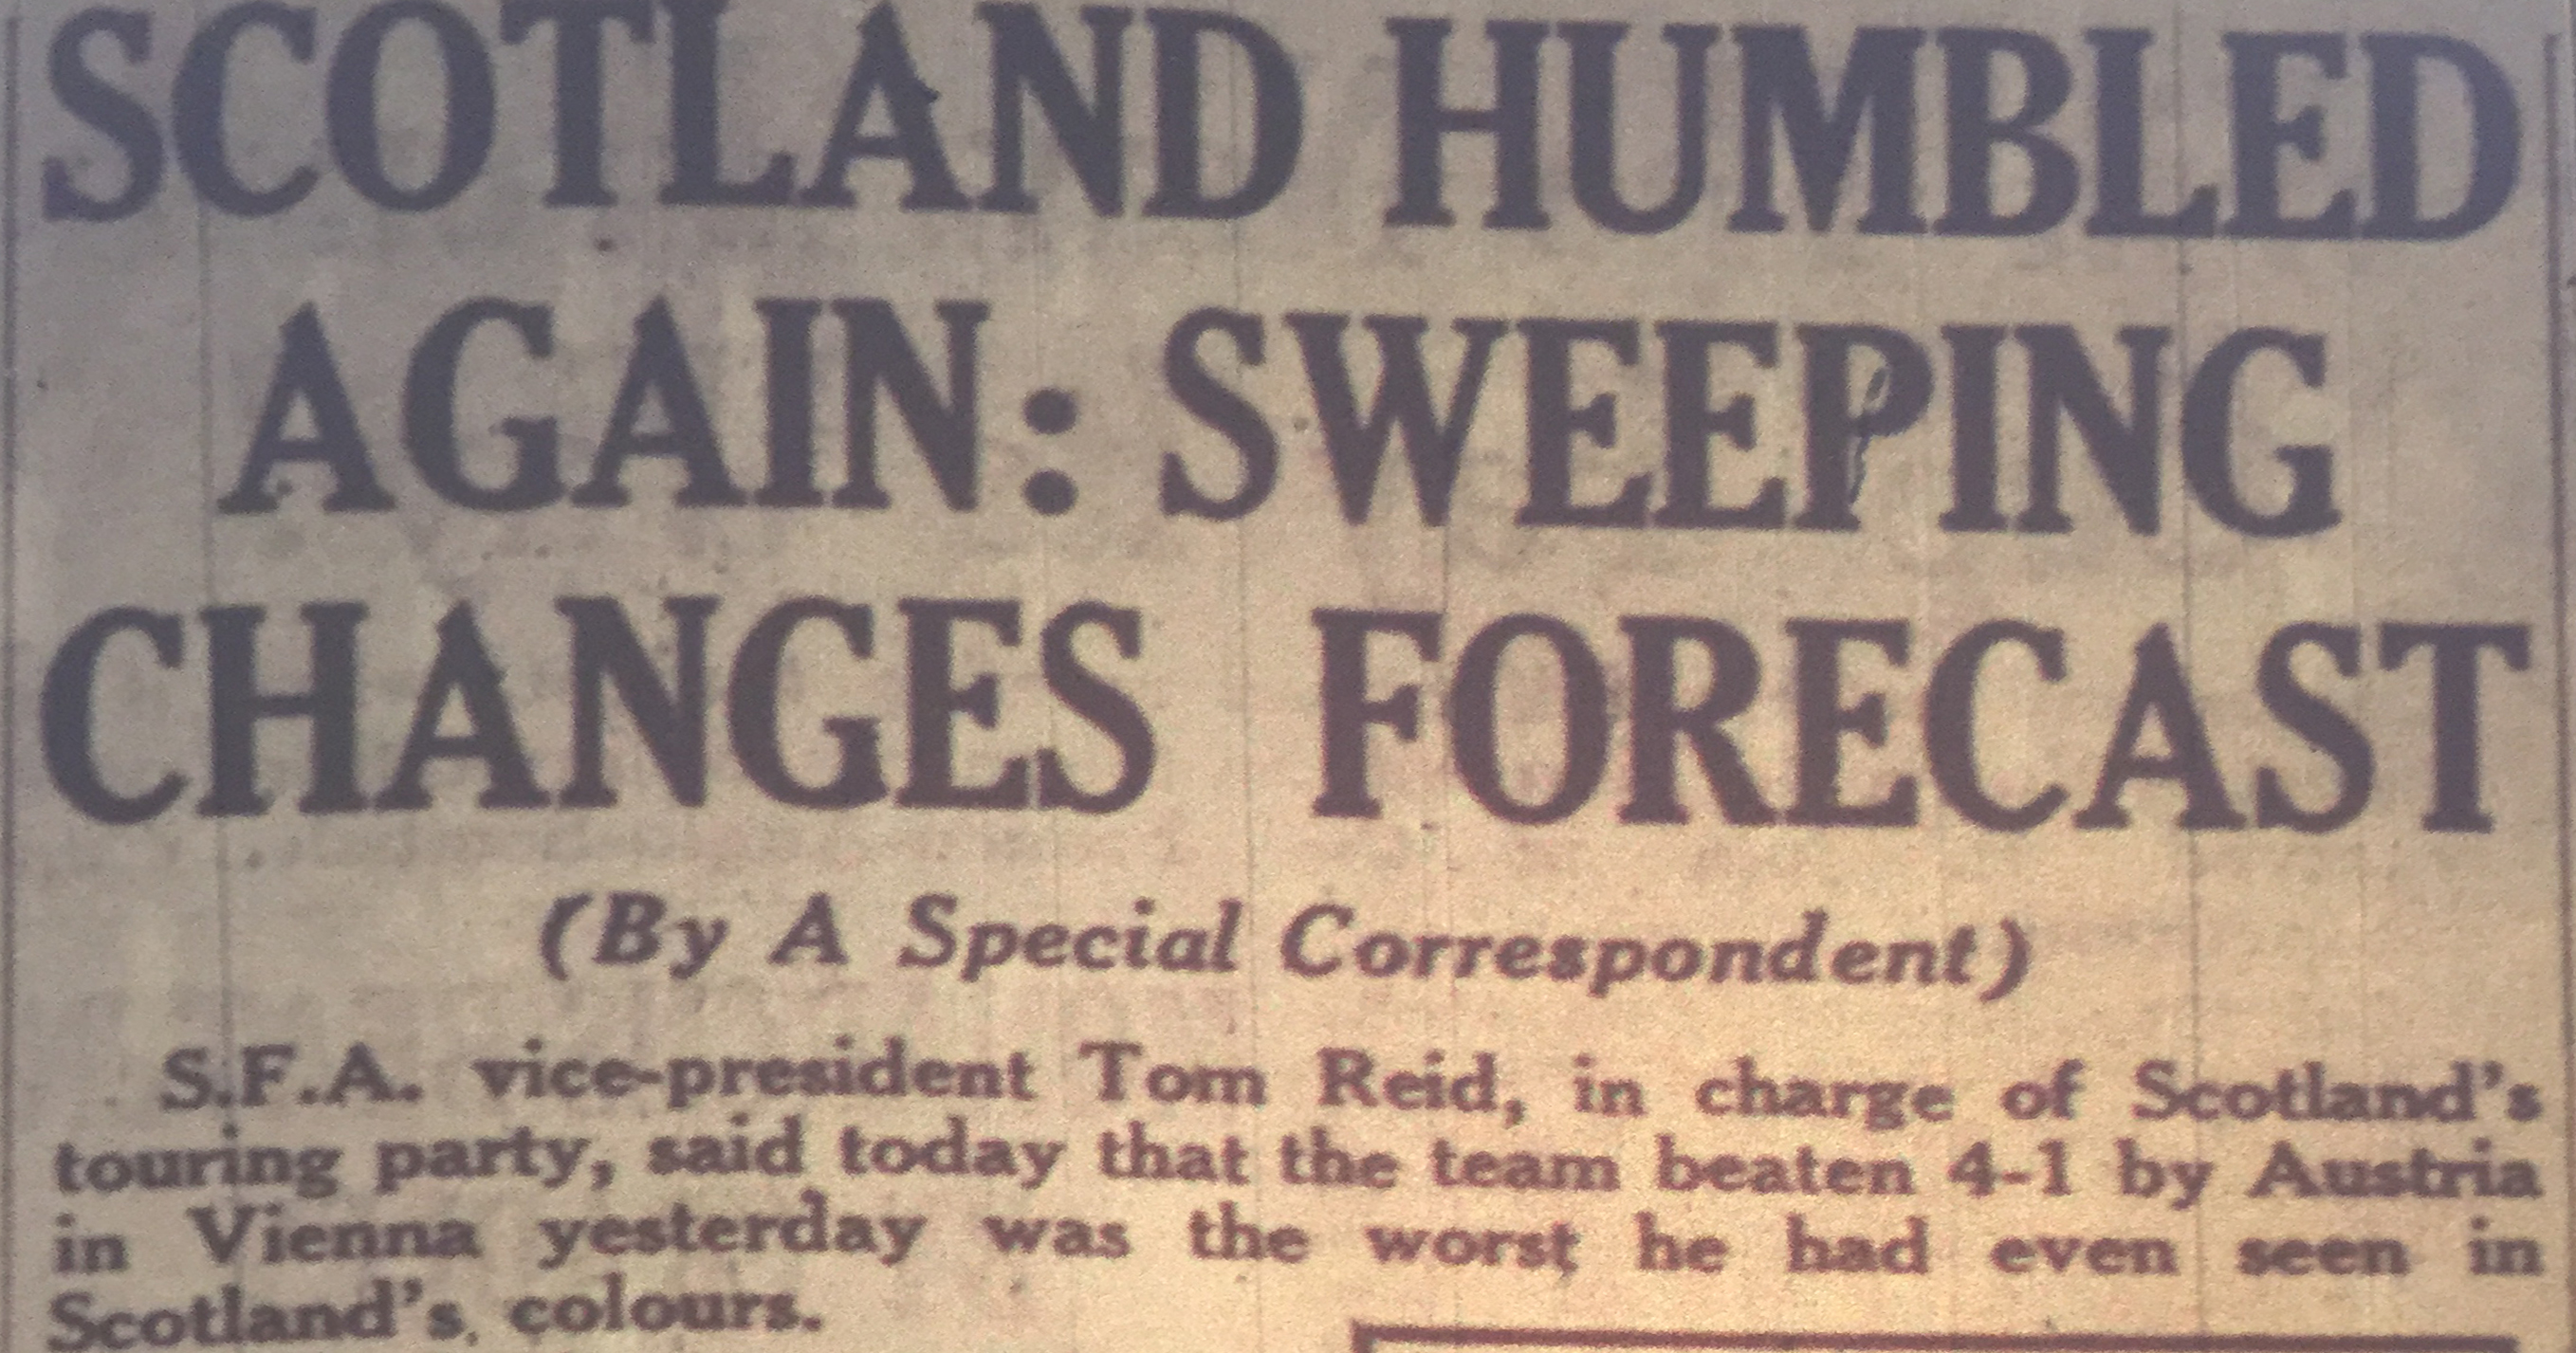 SCOTLAND HUMBLED
AGAIN: SWEEPING
CHANGES FORECAST
(By A Special Correspondent)
S.F.A. vice-president Tom Reid, in charge of Scotland's
touring party, said today that the team beaten 4-1 by Austria
in Vienna yesterday was the worst he had even seen in
Scotland's colours.